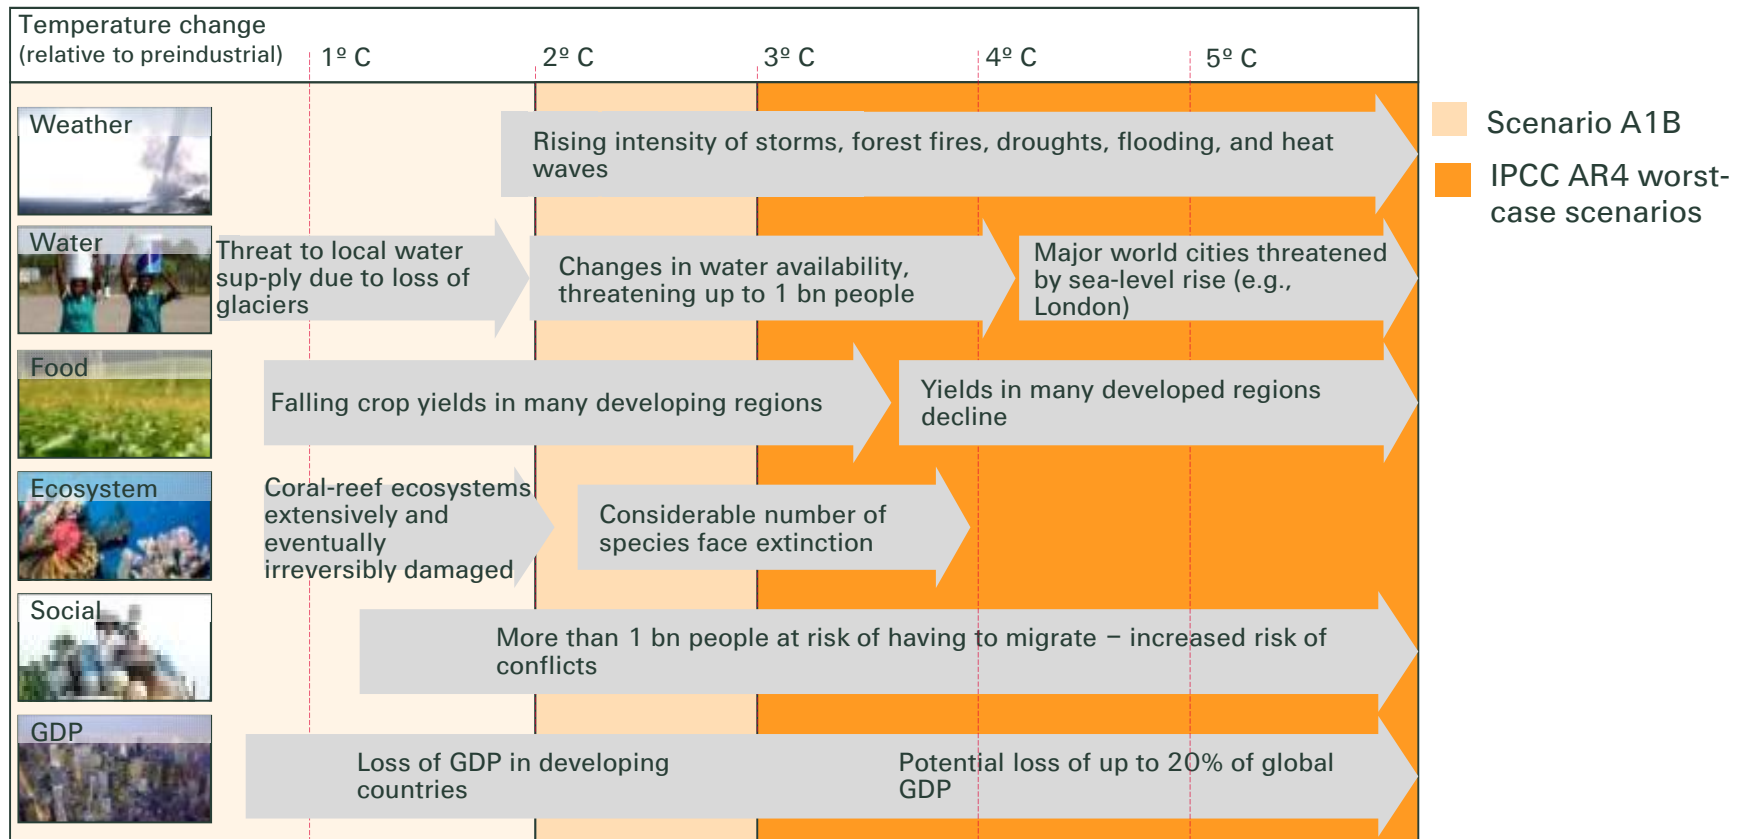 Temperature change
(relative to preindustrial)
1º C
2º C
3º C
4º C
5º C
Weather
Rising intensity of storms, forest fires, droughts, flooding, and heat
waves
Scenario A1B
IPCC AR4 worst-
case scenarios
Water
Threat to local water
sup-ply due to loss of
glaciers
Changes in water availability,
threatening up to 1 bn people
Major world cities threatened
by sea-level rise (e.g.,
London)
Food
Falling crop yields in many developing regions
Yields in many developed regions
decline
Ecosystem
Coral-reef ecosystems
extensively and
eventually
irreversibly damaged
Considerable number of
species face extinction
Social
More than 1 bn people at risk of having to migrate – increased risk of
conflicts
GDP
Loss of GDP in developing
countries
Potential loss of up to 20% of global
GDP